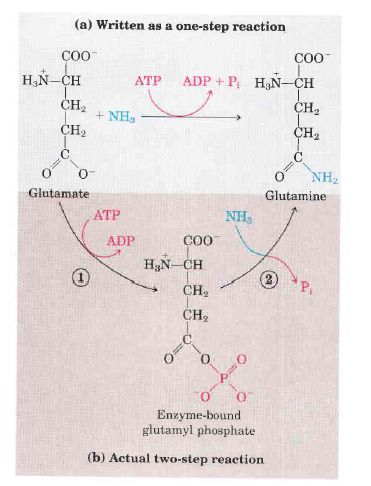 (a) Written as a one-step reaction
COO⁻
H₃N⁺—CH
CH₂
CH₂
C
O O⁻
Glutamate
+ NH₃
ATP ADP + Pᵢ
COO⁻
H₃N⁺—CH
CH₂
CH₂
C
O NH₂
Glutamine
ATP
ADP
1
COO⁻
H₃N⁺—CH
CH₂
CH₂
C
O O O
P
⁻O O⁻
Enzyme-bound
glutamyl phosphate
NH₃
2
Pᵢ
(b) Actual two-step reaction